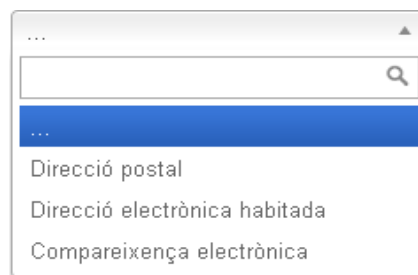 ...
...
Direcció postal
Direcció electrònica habitada
Compareixença electrònica